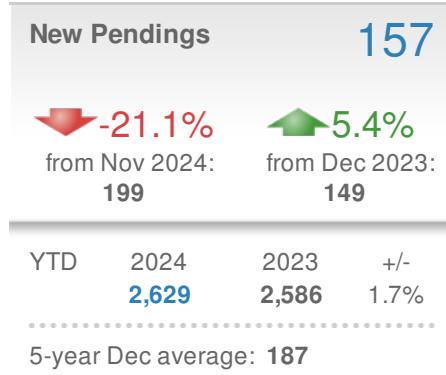 New Pendings 157
-21.1% 5.4%
from Nov 2024: from Dec 2023:
199 149
YTD 2024 2023 +/-
2,629 2,586 1.7%
5-year Dec average: 187